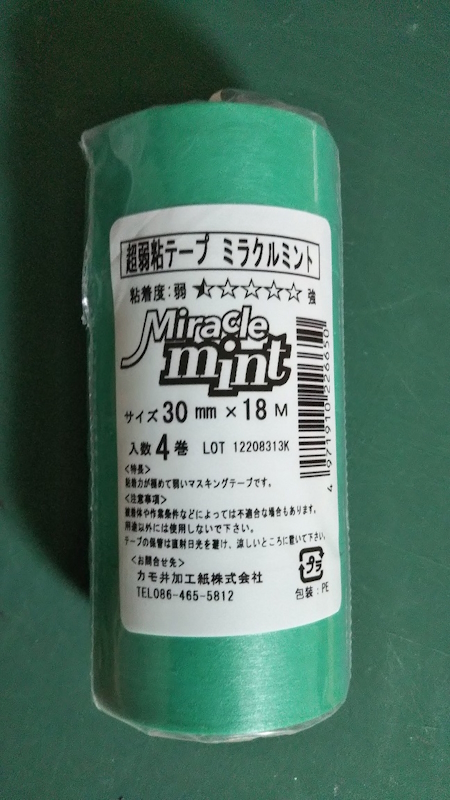 超弱粘テープ ミラクルミント
粘着度:弱 ⯪☆☆☆☆ 強
Miracle
mint
サイズ 30 mm × 18 M
入数 4 巻 LOT 12208313K
<特長>
粘着力が極めて弱いマスキングテープです。
<注意事項>
被着体や作業条件などによっては不適合な場合もあります。
用途以外には使用しないで下さい。
テープの保管は直射日光を避け、涼しいところに置いて下さい。
<お問合せ先>
カモ井加工紙株式会社
TEL086-465-5812
プラ
包装:PE
4 971910 226650